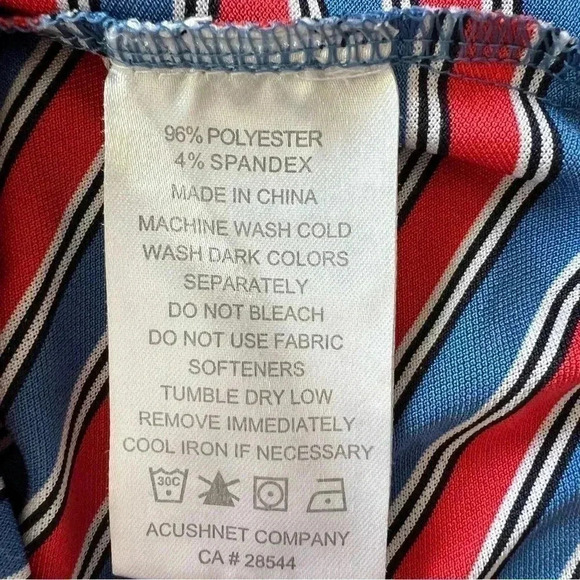 96% POLYESTER
4% SPANDEX
MADE IN CHINA
MACHINE WASH COLD
WASH DARK COLORS
SEPARATELY
DO NOT BLEACH
DO NOT USE FABRIC
SOFTENERS
TUMBLE DRY LOW
REMOVE IMMEDIATELY
COOL IRON IF NECESSARY
30C
ACUSHNET COMPANY
CA # 28544